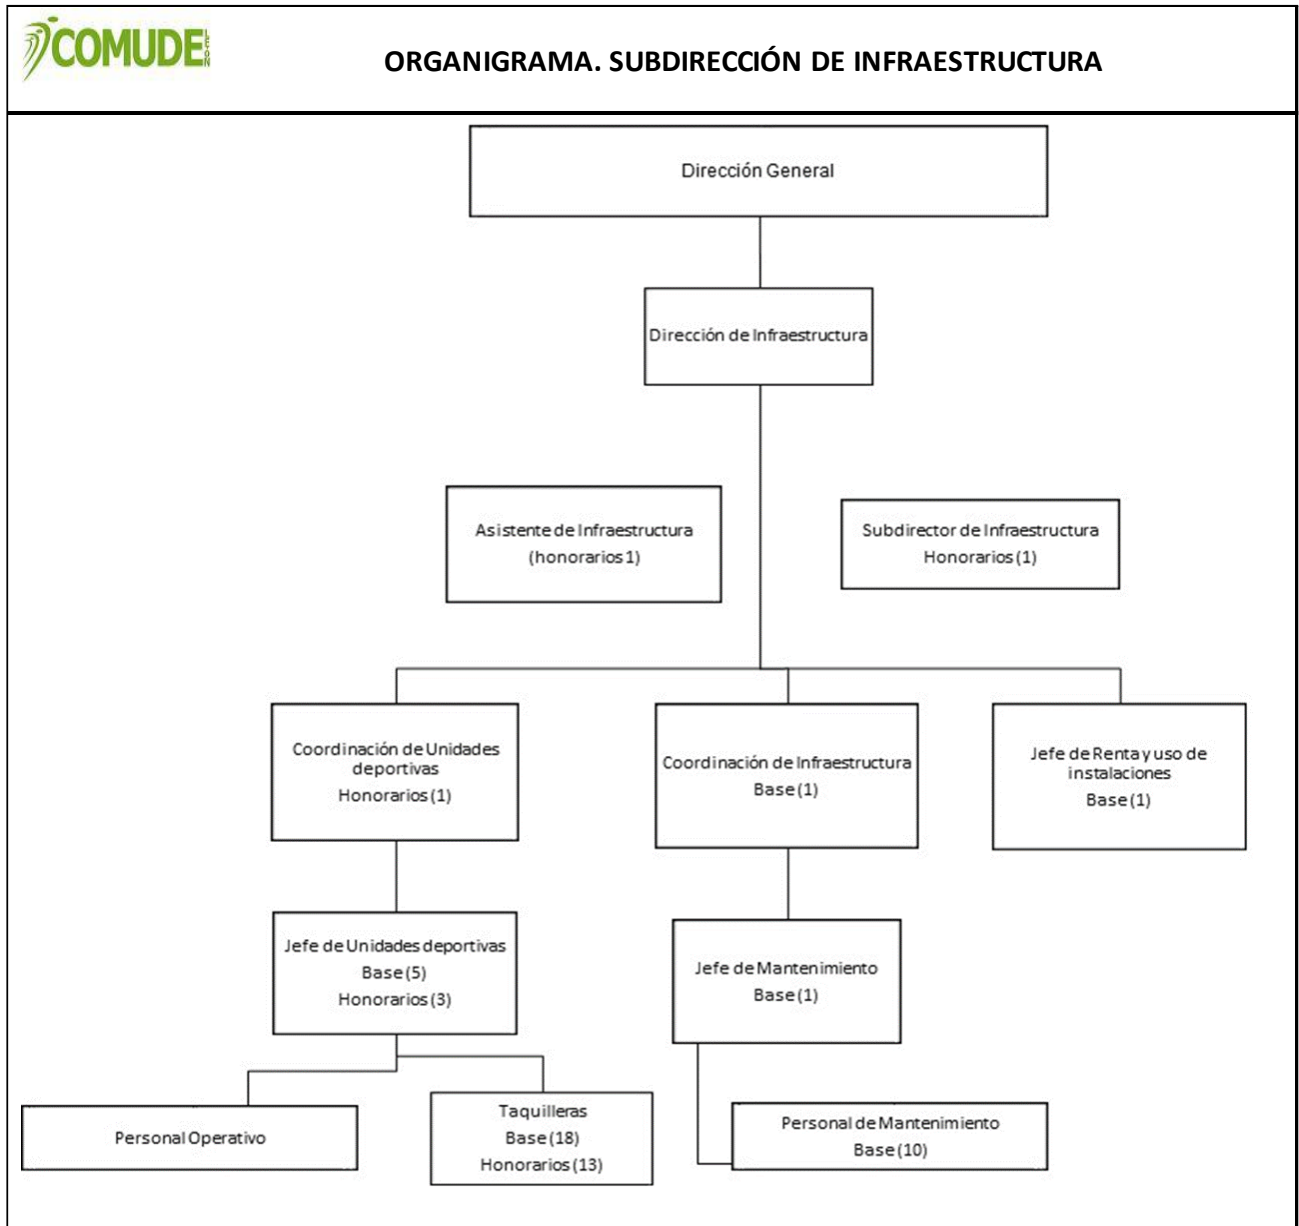 COMUDE
LEÓN
ORGANIGRAMA. SUBDIRECCIÓN DE INFRAESTRUCTURA
Dirección General
Dirección de Infraestructura
Asistente de Infraestructura
(honorarios 1)
Subdirector de Infraestructura
Honorarios (1)
Coordinación de Unidades
deportivas
Honorarios (1)
Coordinación de Infraestructura
Base (1)
Jefe de Renta y uso de
instalaciones
Base (1)
Jefe de Unidades deportivas
Base (5)
Honorarios (3)
Jefe de Mantenimiento
Base (1)
Personal Operativo
Taquilleras
Base (18)
Honorarios (13)
Personal de Mantenimiento
Base (10)